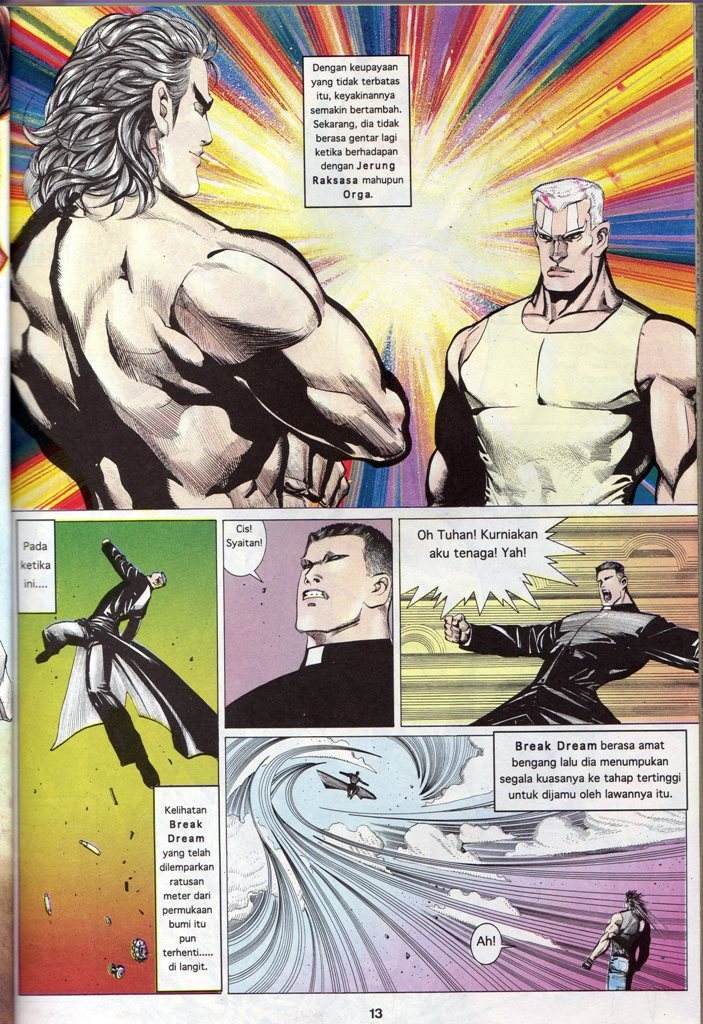 Dengan keupayaan
yang tidak terbatas
itu, keyakinannya
semakin bertambah.
Sekarang, dia tidak
berasa gentar lagi
ketika berhadapan
dengan Jerung
Raksasa mahupun
Orga.
Pada
ketika
ini....
Cis!
Syaitan!
Oh Tuhan! Kurniakan
aku tenaga! Yah!
Kelihatan
Break
Dream
yang telah
dilemparkan
ratusan
meter dari
permukaan
bumi itu
pun
terhenti.....
di langit.
Break Dream berasa amat
bengang lalu dia menumpukan
segala kuasanya ke tahap tertinggi
untuk dijamu oleh lawannya itu.
Ah!
13